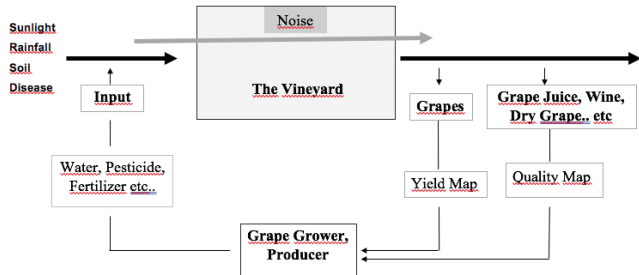 Sunlight
Rainfall
Soil
Disease
Noise
The Vineyard
Input
Grapes
Grape Juice, Wine,
Dry Grape.. etc
Water, Pesticide,
Fertilizer etc..
Yield Map
Quality Map
Grape Grower,
Producer